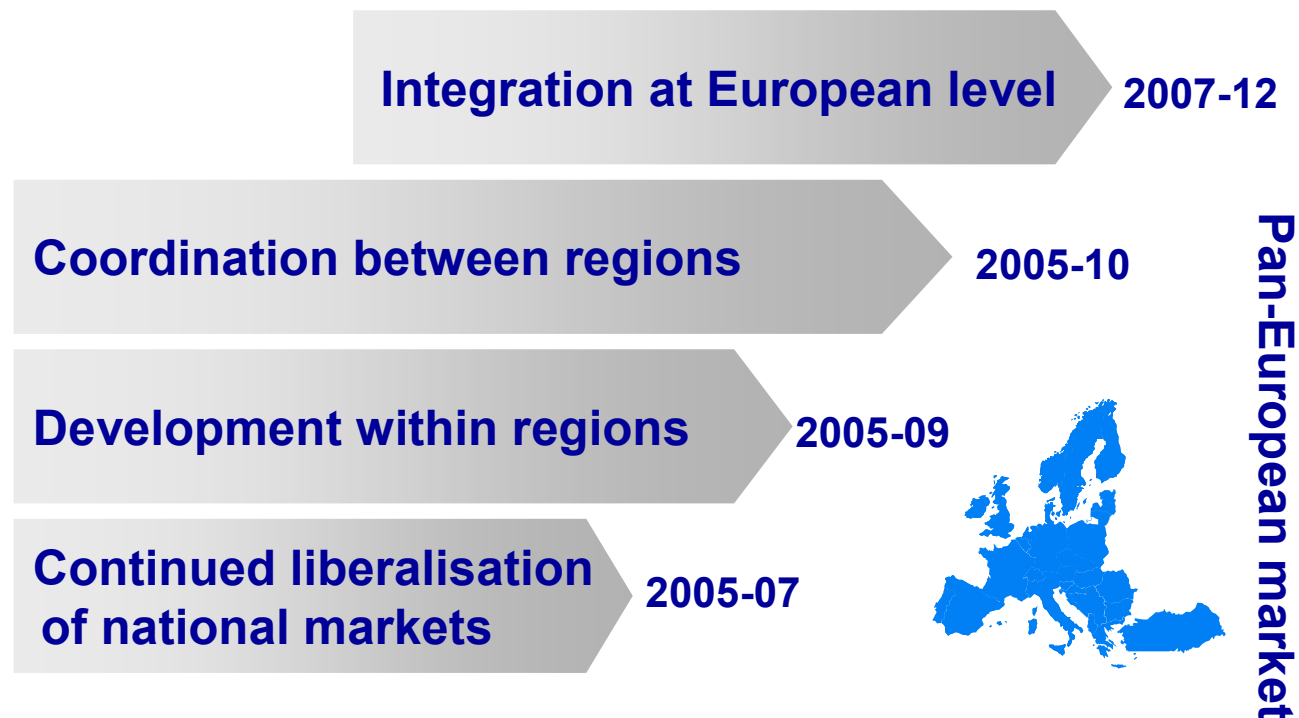 Integration at European level
2007-12
Coordination between regions
2005-10
Development within regions
2005-09
Continued liberalisation
of national markets
2005-07
Pan-European market